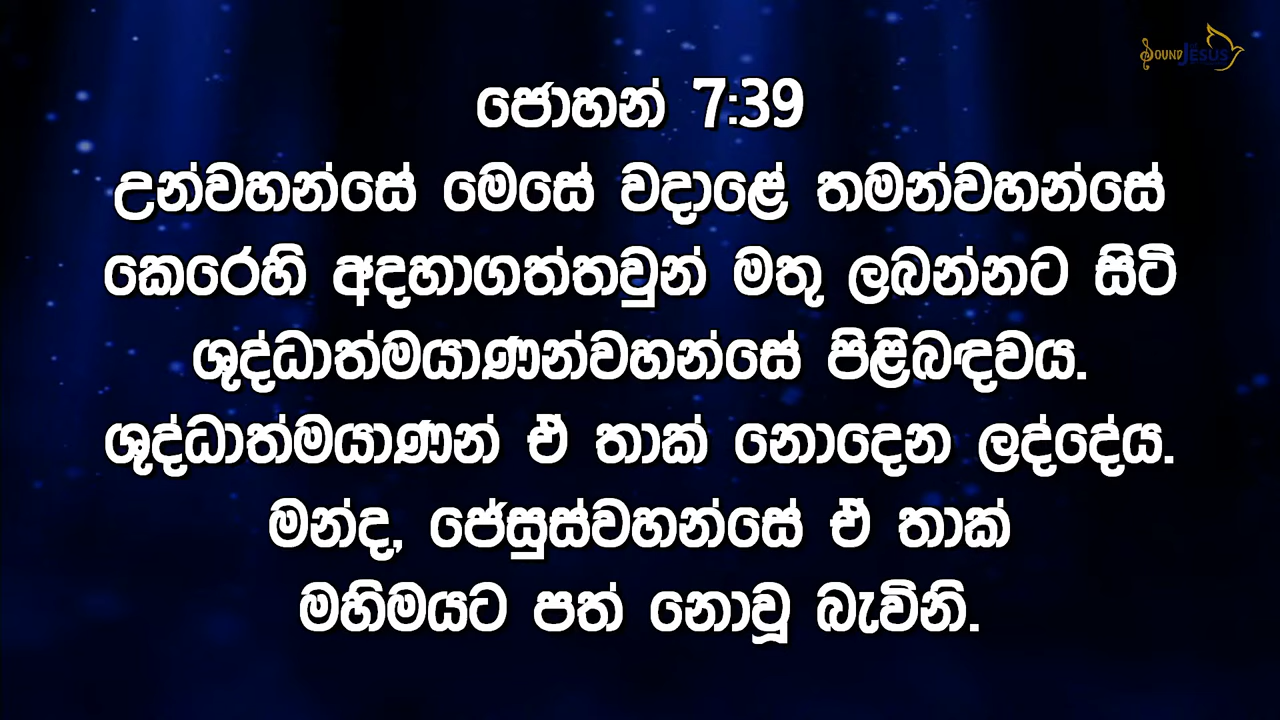 SOUND JESUS
ජොහන් 7:39
උන්වහන්සේ මෙසේ වදාළේ තමන්වහන්සේ
කෙරෙහි අදහාගත්තවුන් මතු ලබන්නට සිටි
ශුද්ධාත්මයාණන්වහන්සේ පිළිබඳවය.
ශුද්ධාත්මයාණන් ඒ තාක් නොදෙන ලද්දේය.
මන්ද, ජේසුස්වහන්සේ ඒ තාක්
මහිමයට පත් නොවූ බැවිනි.